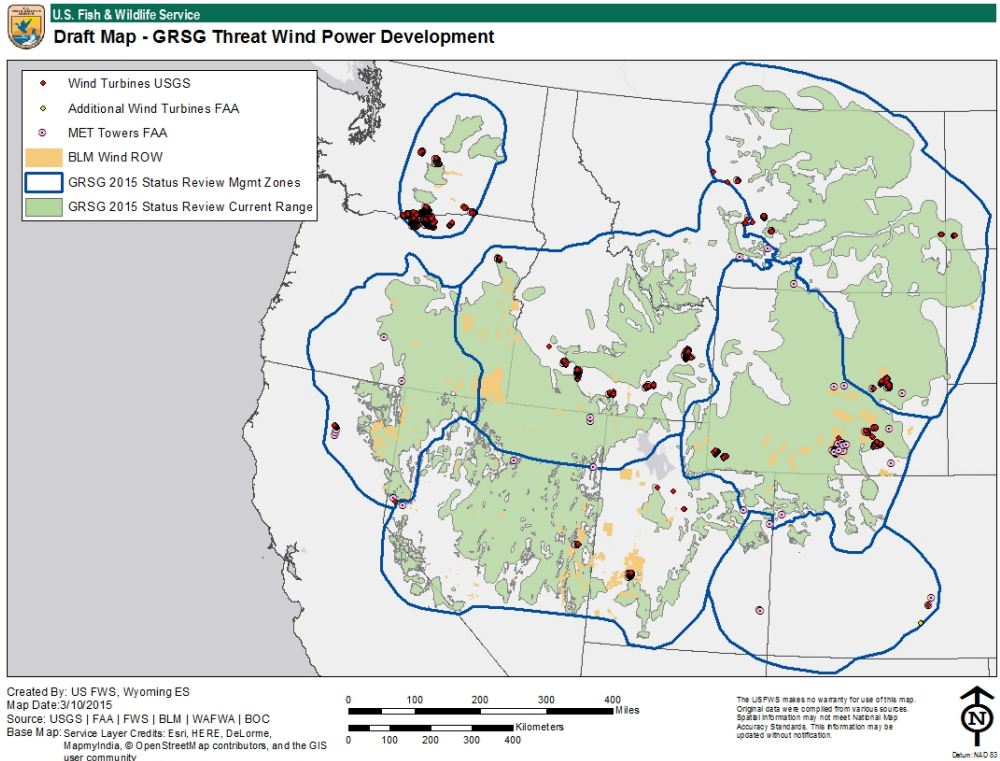 U.S. Fish & Wildlife Service
Draft Map - GRSG Threat Wind Power Development
Wind Turbines USGS
Additional Wind Turbines FAA
MET Towers FAA
BLM Wind ROW
GRSG 2015 Status Review Mgmt Zones
GRSG 2015 Status Review Current Range
Created By: US FWS, Wyoming ES
Map Date:3/10/2015
Source: USGS | FAA | FWS | BLM | WAFWA | BOC
Base Map: Service Layer Credits: Esri, HERE, DeLorme,
MapmyIndia, © OpenStreetMap contributors, and the GIS
user community
0 100 200 300 400
Miles
Kilometers
0 100 200 300 400
The USFWS makes no warranty for use of this map.
Original data were compiled from various sources.
Spatial information may not meet National Map
Accuracy Standards. This information may be
updated without notification.
N
Datum: NAD 83